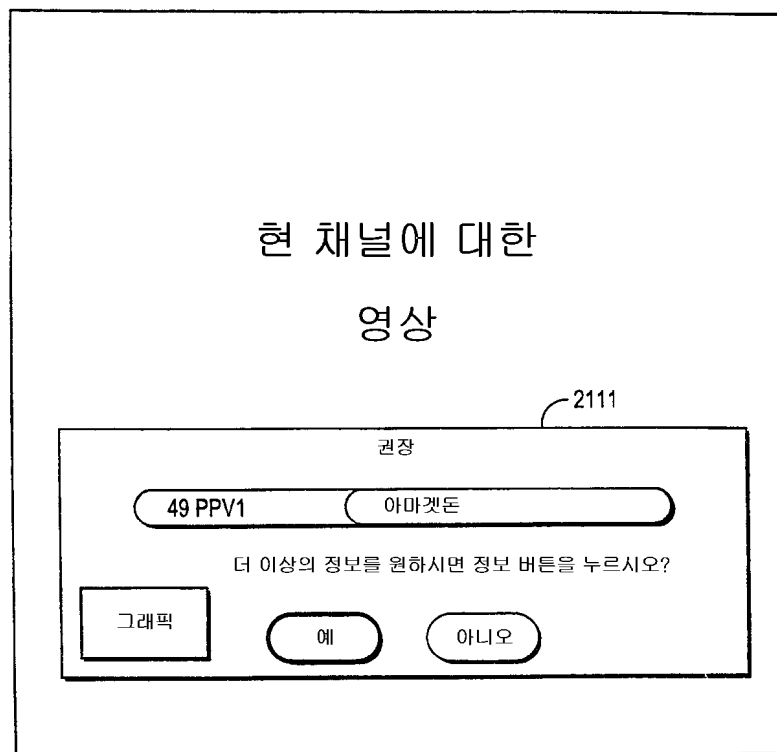 현 채널에 대한
영상
2111
권장
49 PPV1 아마겟돈
더 이상의 정보를 원하시면 정보 버튼을 누르시오?
그래픽 예 아니오